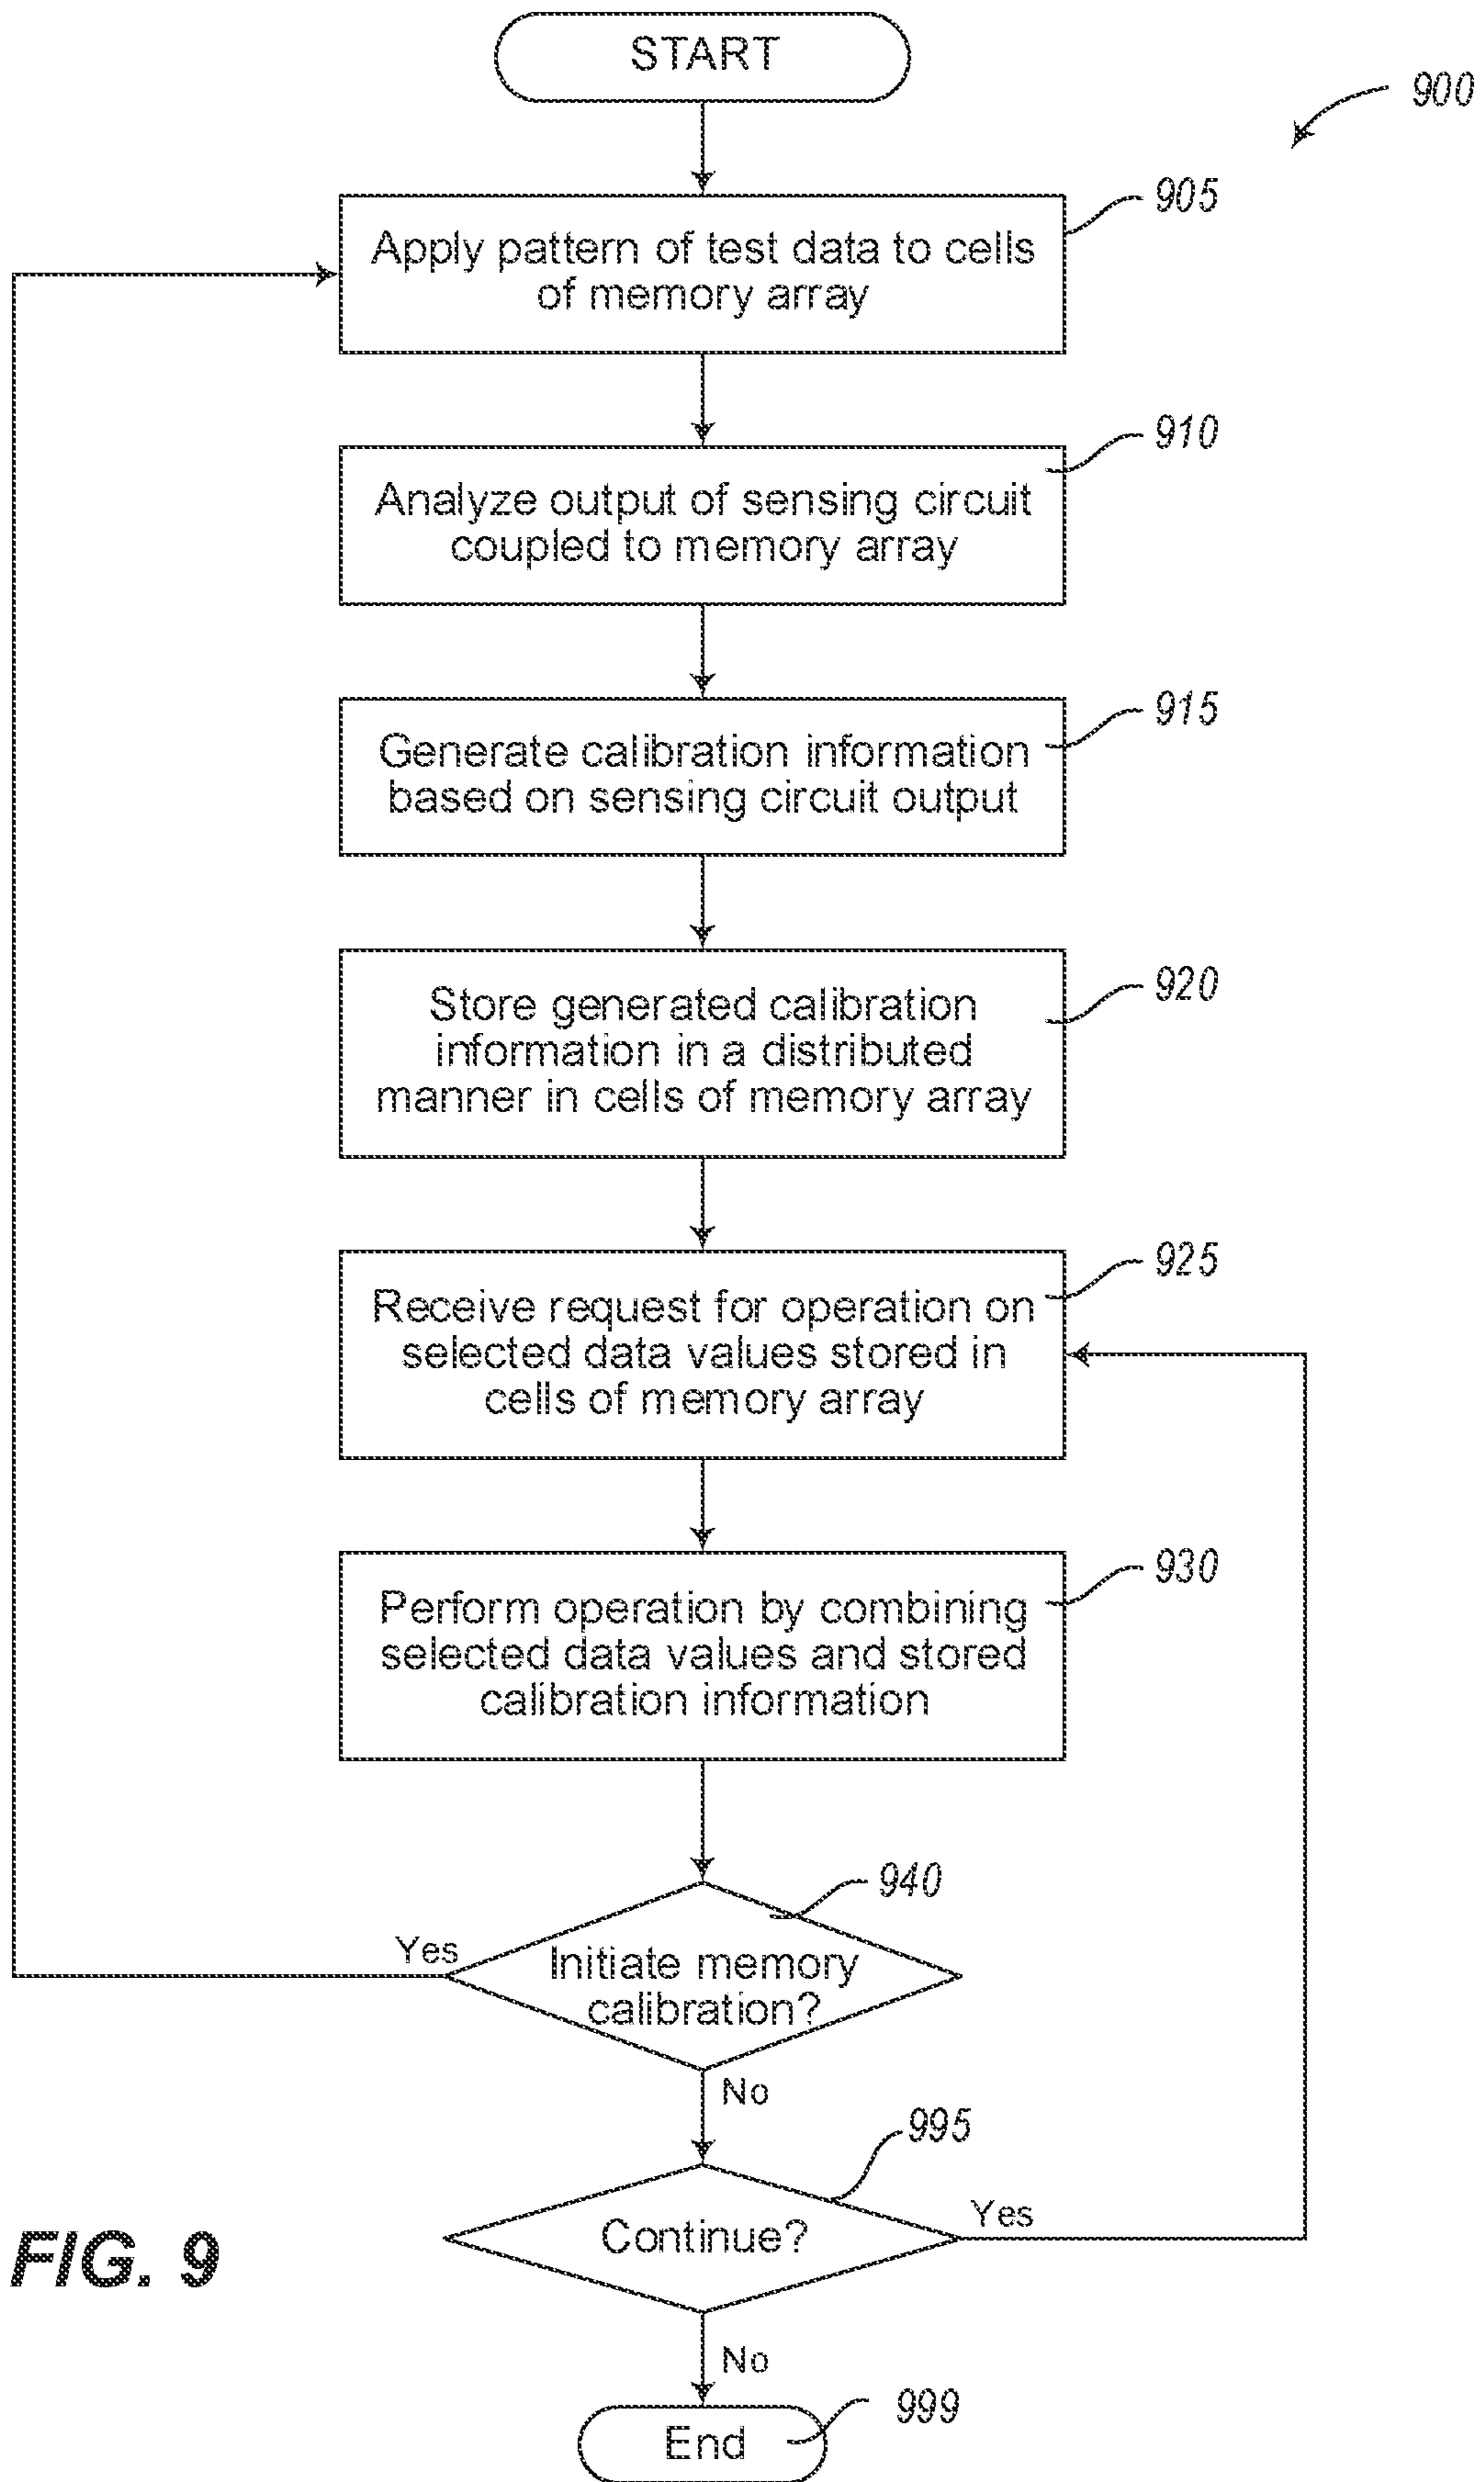 START
900
905
Apply pattern of test data to cells
of memory array
910
Analyze output of sensing circuit
coupled to memory array
915
Generate calibration information
based on sensing circuit output
920
Store generated calibration
information in a distributed
manner in cells of memory array
925
Receive request for operation on
selected data values stored in
cells of memory array
930
Perform operation by combining
selected data values and stored
calibration information
940
Yes
Initiate memory
calibration?
No
995
Continue?
Yes
FIG. 9
No
999
End